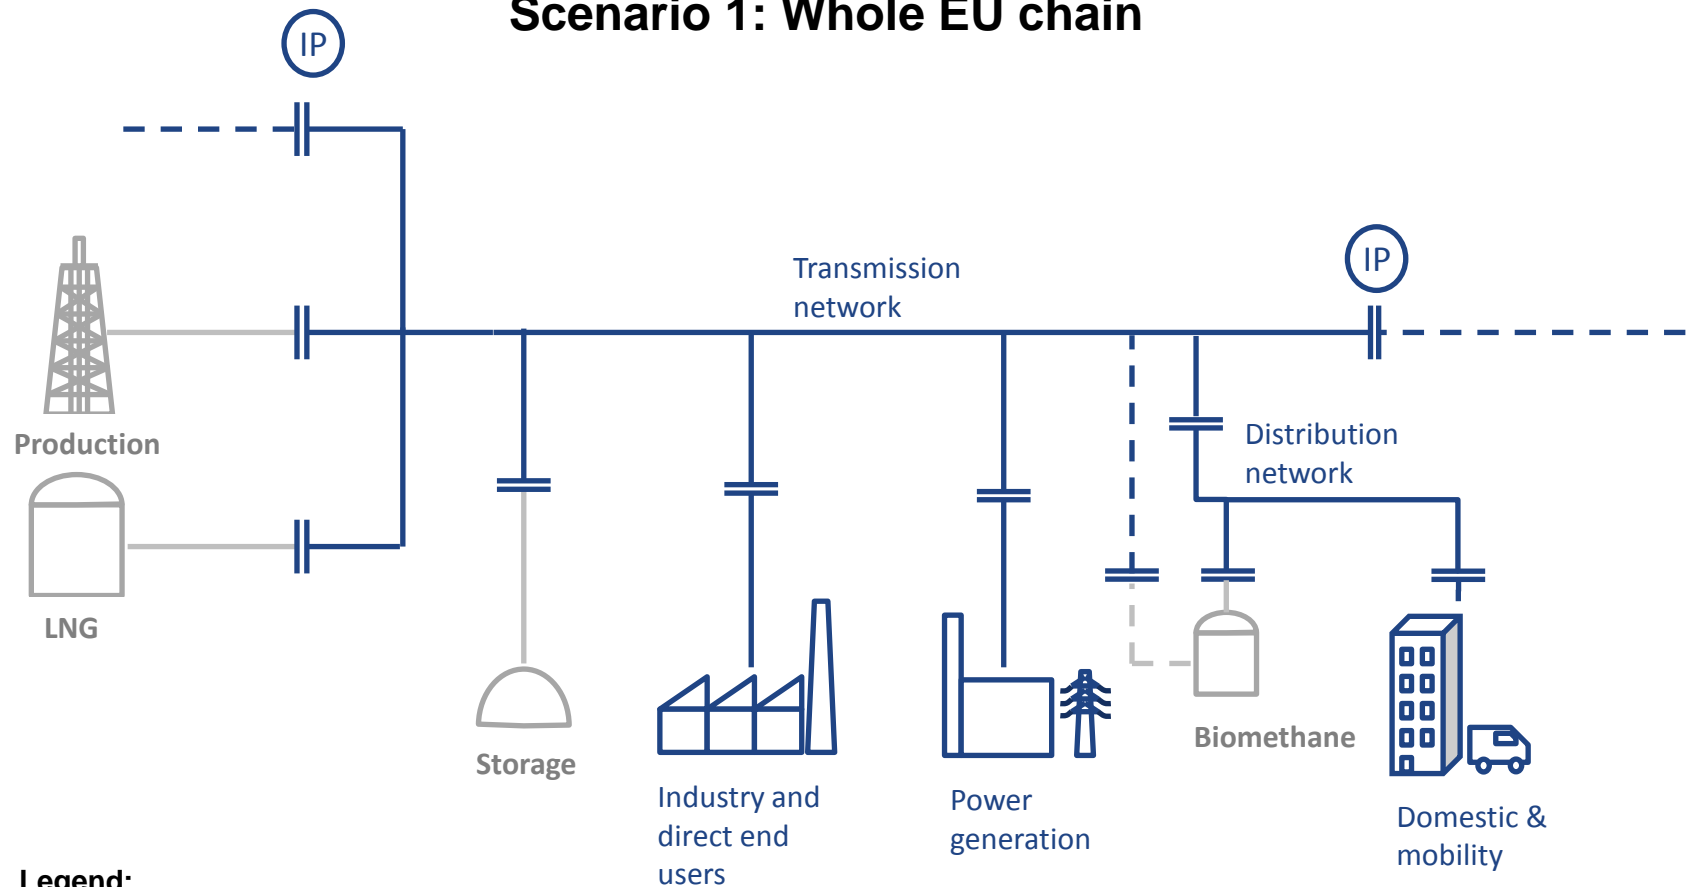 Scenario 1: Whole EU chain
IP
IP
Transmission
network
Production
Distribution
network
LNG
Storage
Biomethane
Industry and
direct end
users
Power
generation
Domestic &
mobility
Legend: